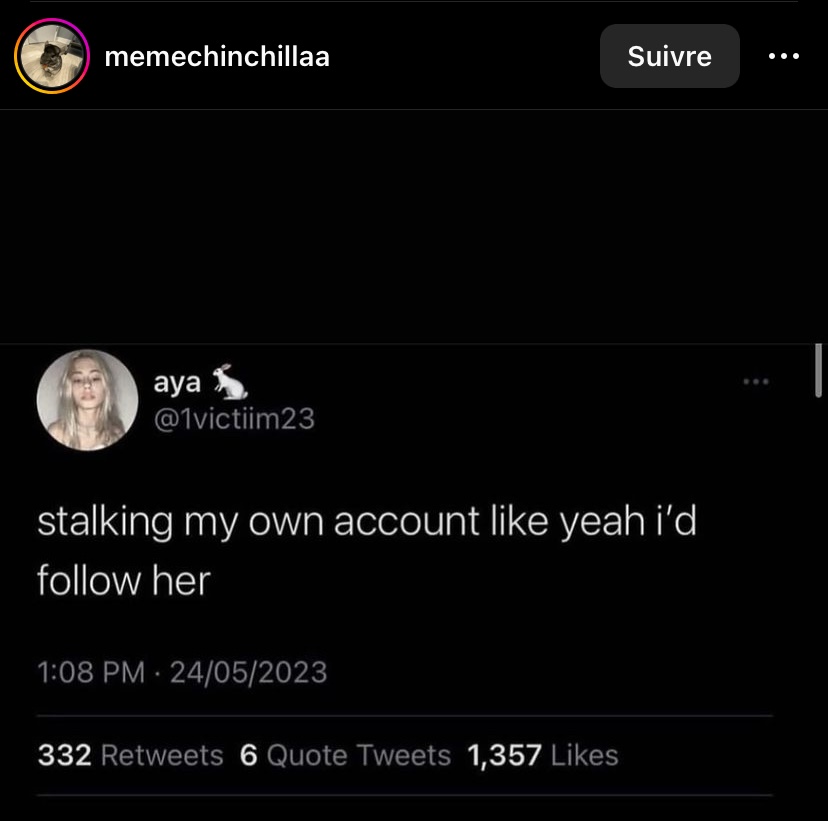 memechinchillaa Suivre
aya 🐇
@1victiim23
stalking my own account like yeah i'd
follow her
1:08 PM · 24/05/2023
332 Retweets 6 Quote Tweets 1,357 Likes